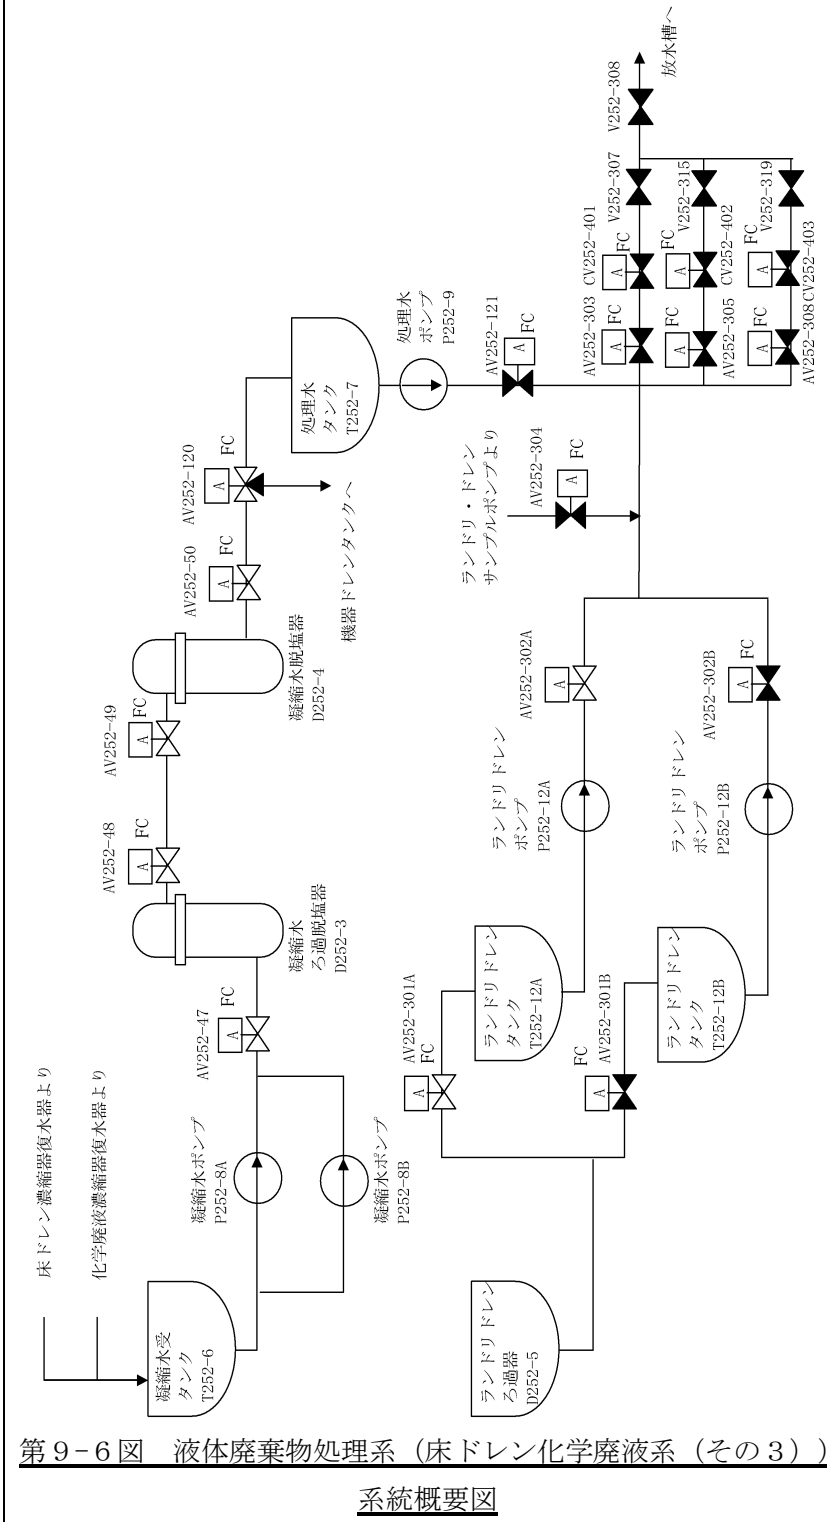 床ドレン濃縮器復水器より
化学廃液濃縮器復水器より
凝縮水受
タンク
T252-6
凝縮水ポンプ
P252-8A
凝縮水ポンプ
P252-8B
AV252-47
FC
A
凝縮水
ろ過脱塩器
D252-3
AV252-48
FC
A
AV252-49
FC
A
凝縮水脱塩器
D252-4
AV252-50
FC
A
AV252-120
FC
A
機器ドレンタンクへ
処理水
タンク
T252-7
処理水
ポンプ
P252-9
AV252-121
FC
A
ランドリ・ドレン
サンプルポンプより
AV252-304
FC
A
ランドリドレン
ろ過器
D252-5
AV252-301A
FC
A
AV252-301B
FC
A
ランドリドレン
タンク
T252-12A
ランドリドレン
タンク
T252-12B
ランドリドレン
ポンプ
P252-12A
ランドリドレン
ポンプ
P252-12B
AV252-302A
A
AV252-302B
FC
A
AV252-303
FC
A
CV252-401
FC
A
V252-307
V252-308
放水槽へ
AV252-305
FC
A
CV252-402
FC
A
V252-315
AV252-308
FC
A
CV252-403
FC
A
V252-319
第9-6図　液体廃棄物処理系（床ドレン化学廃液系（その3））
系統概要図